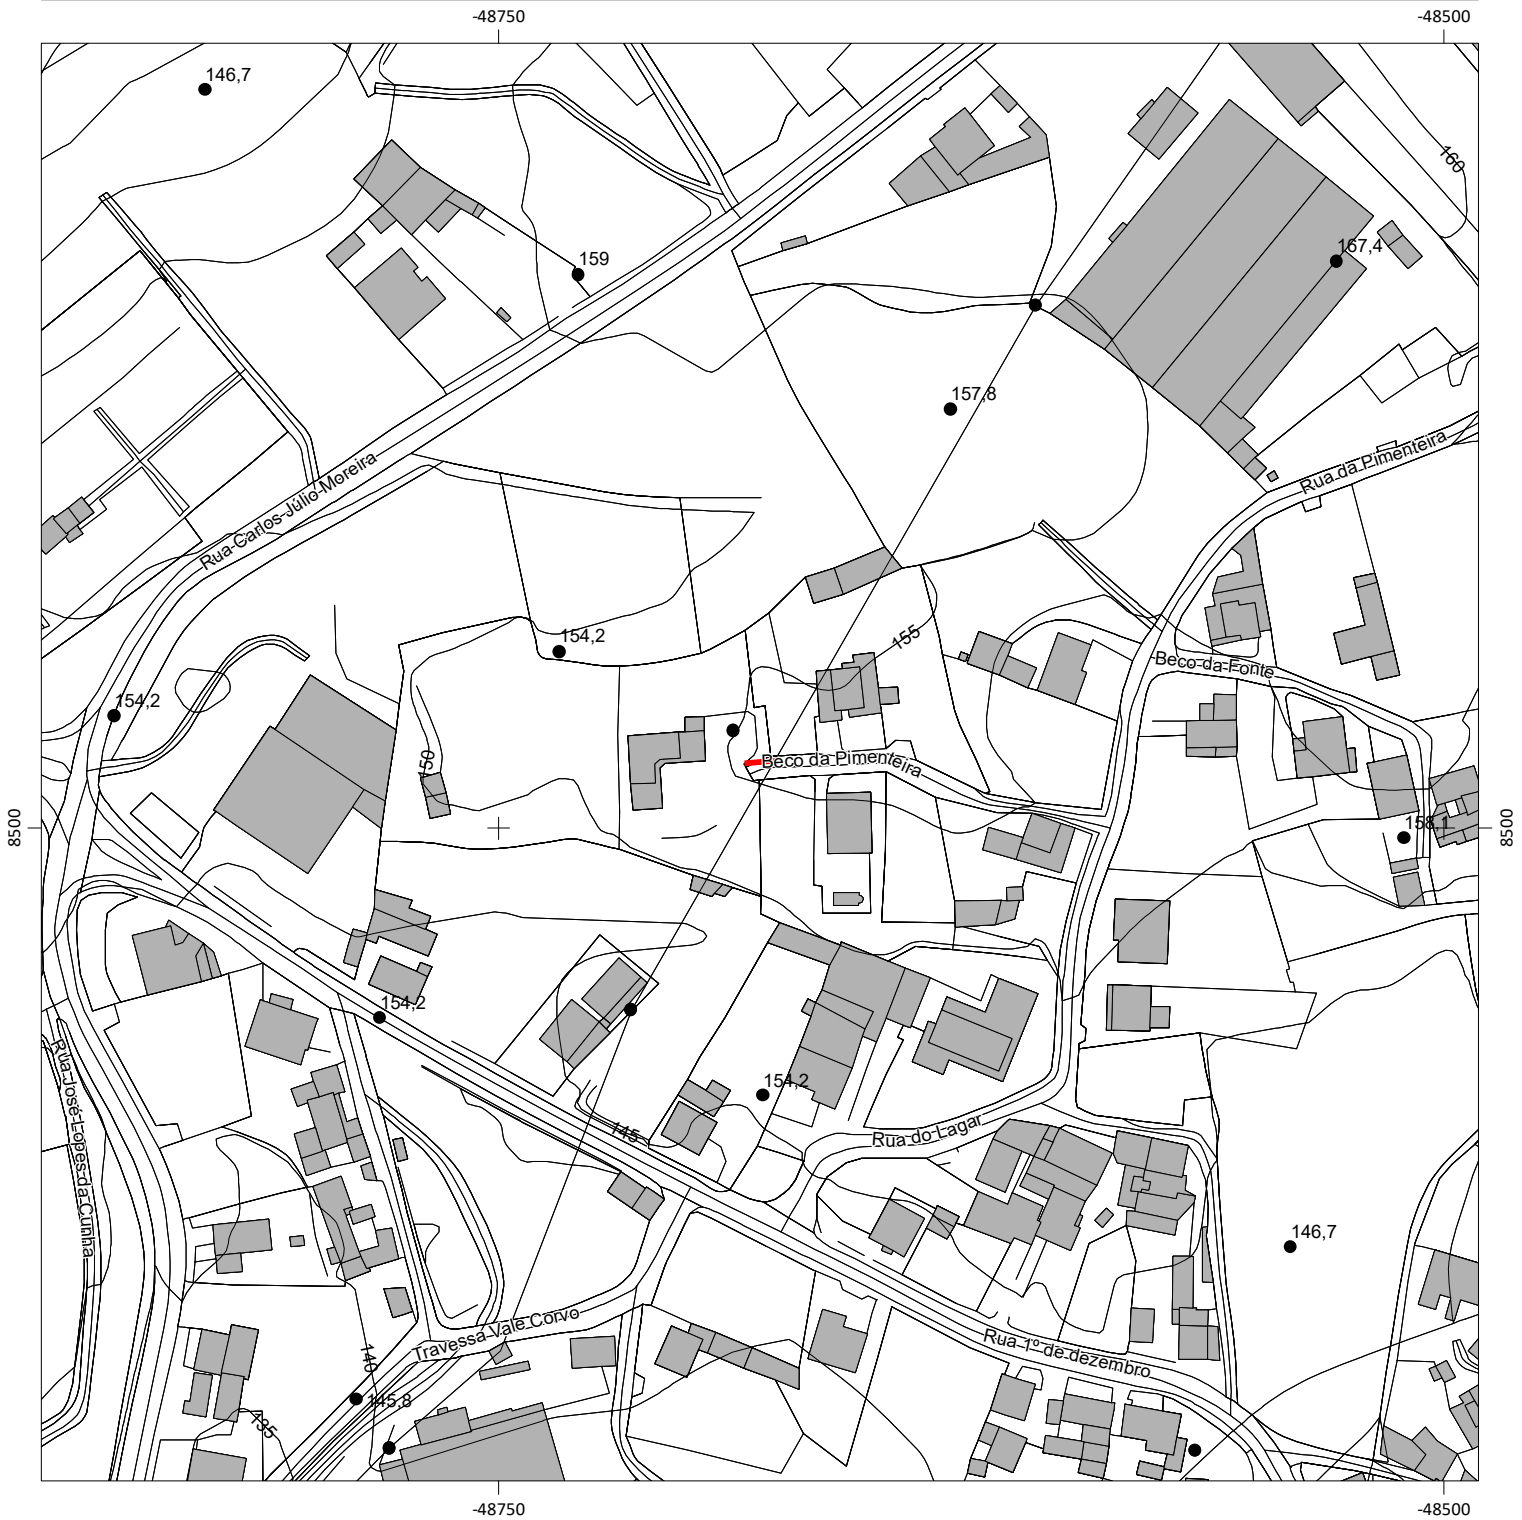 -48750
-48500
146,7
160
159
167,4
157,8
Rua da Pimenteira
Rua Carlos Júlio Moreira
154,2
155
Beco da Fonte
154,2
150
Beco da Pimenteira
8500
8500
158,1
154,2
Rua José Lopes da Cunha
154,2
145
Rua do Lagar
146,7
Travessa Vale Corvo
Rua 1º de dezembro
140
145,8
135
-48750
-48500